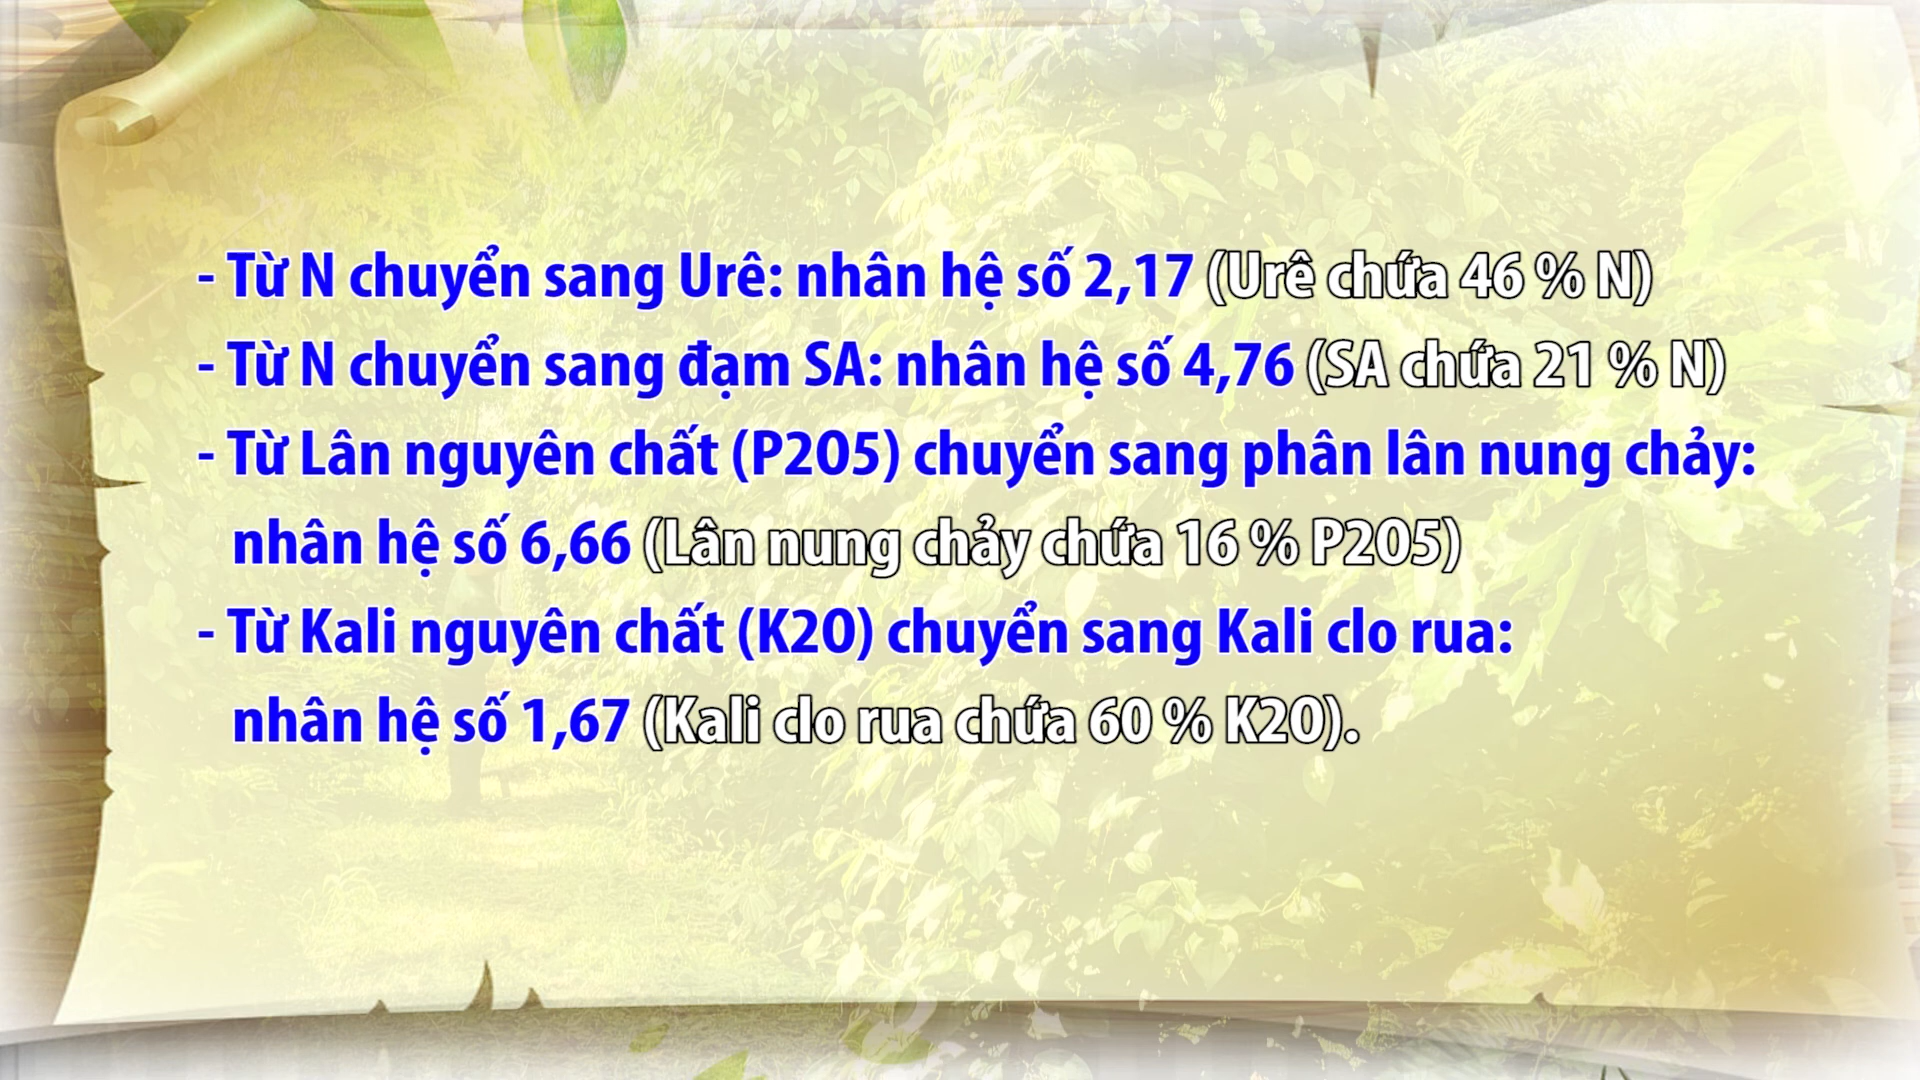 - Từ N chuyển sang Urê: nhân hệ số 2,17 (Urê chứa 46 % N)
- Từ N chuyển sang đạm SA: nhân hệ số 4,76 (SA chứa 21 % N)
- Từ Lân nguyên chất (P2O5) chuyển sang phân lân nung chảy:
nhân hệ số 6,66 (Lân nung chảy chứa 16 % P2O5)
- Từ Kali nguyên chất (K2O) chuyển sang Kali clo rua:
nhân hệ số 1,67 (Kali clo rua chứa 60 % K2O).